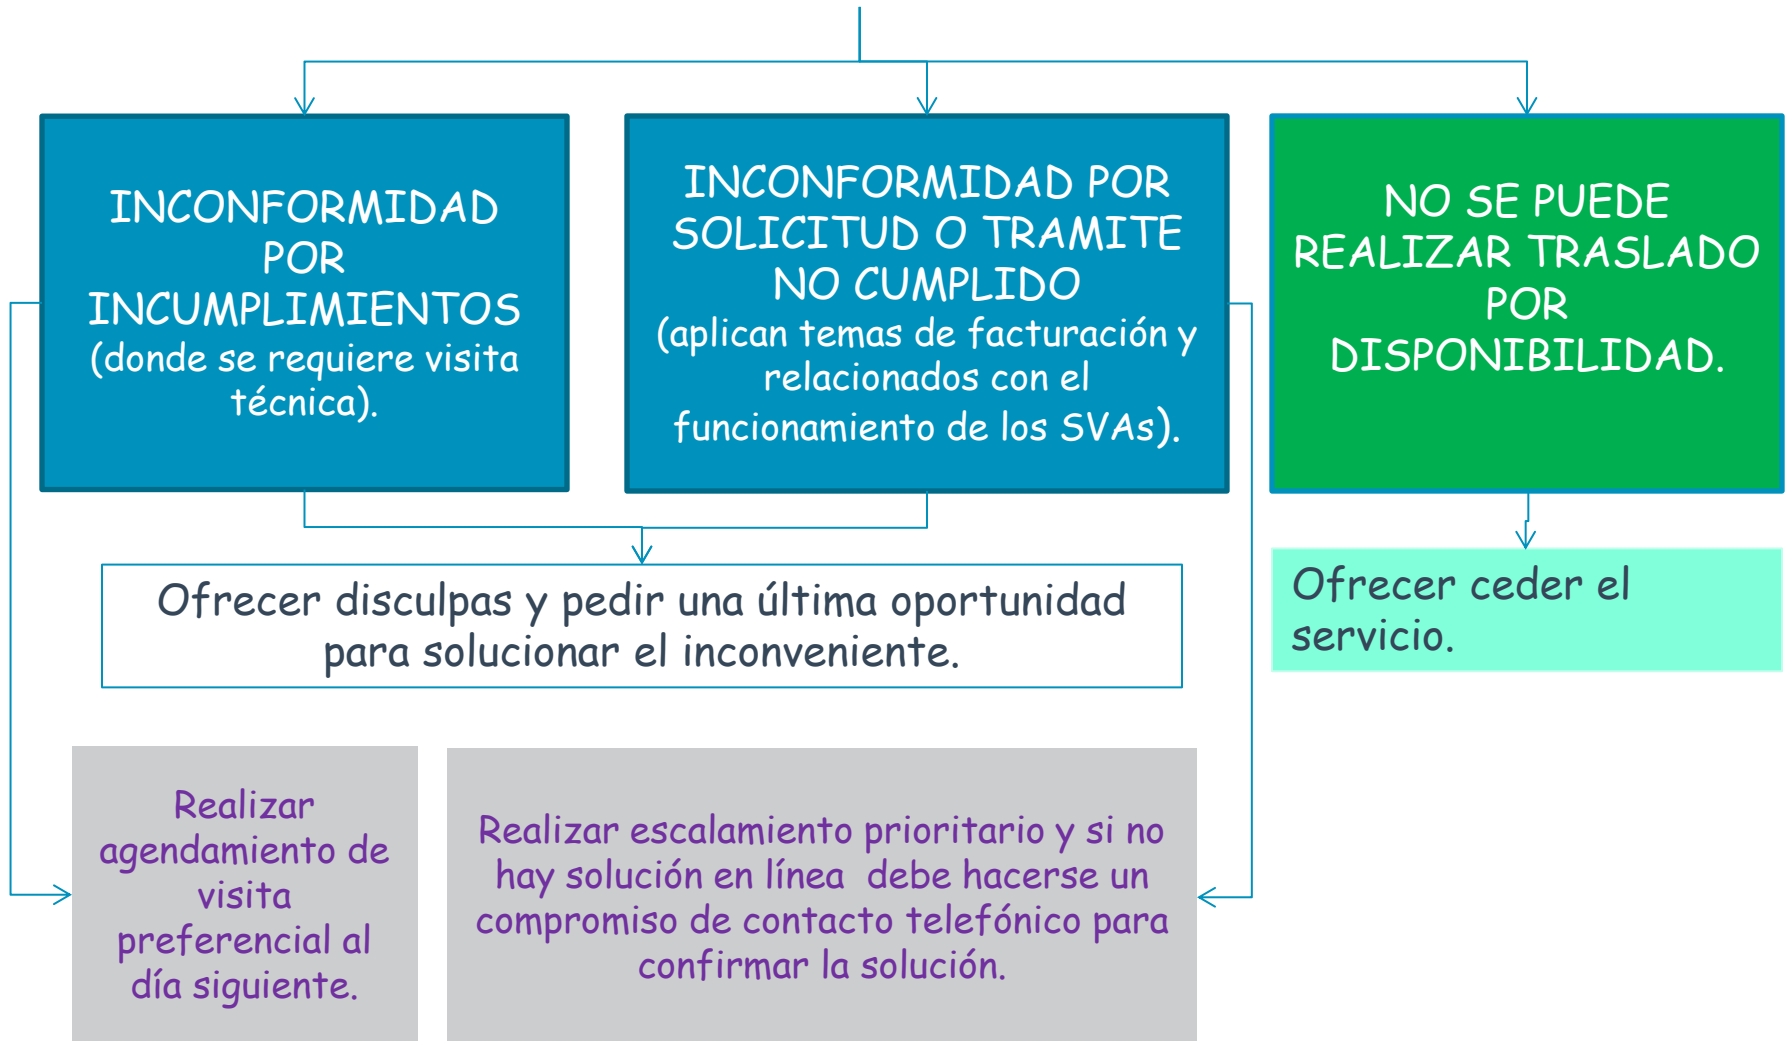 INCONFORMIDAD
POR
INCUMPLIMIENTOS
(donde se requiere visita
técnica).
INCONFORMIDAD POR
SOLICITUD O TRAMITE
NO CUMPLIDO
(aplican temas de facturación y
relacionados con el
funcionamiento de los SVAs).
NO SE PUEDE
REALIZAR TRASLADO
POR
DISPONIBILIDAD.
Ofrecer disculpas y pedir una última oportunidad
para solucionar el inconveniente.
Ofrecer ceder el
servicio.
Realizar
agendamiento de
visita
preferencial al
día siguiente.
Realizar escalamiento prioritario y si no
hay solución en línea  debe hacerse un
compromiso de contacto telefónico para
confirmar la solución.